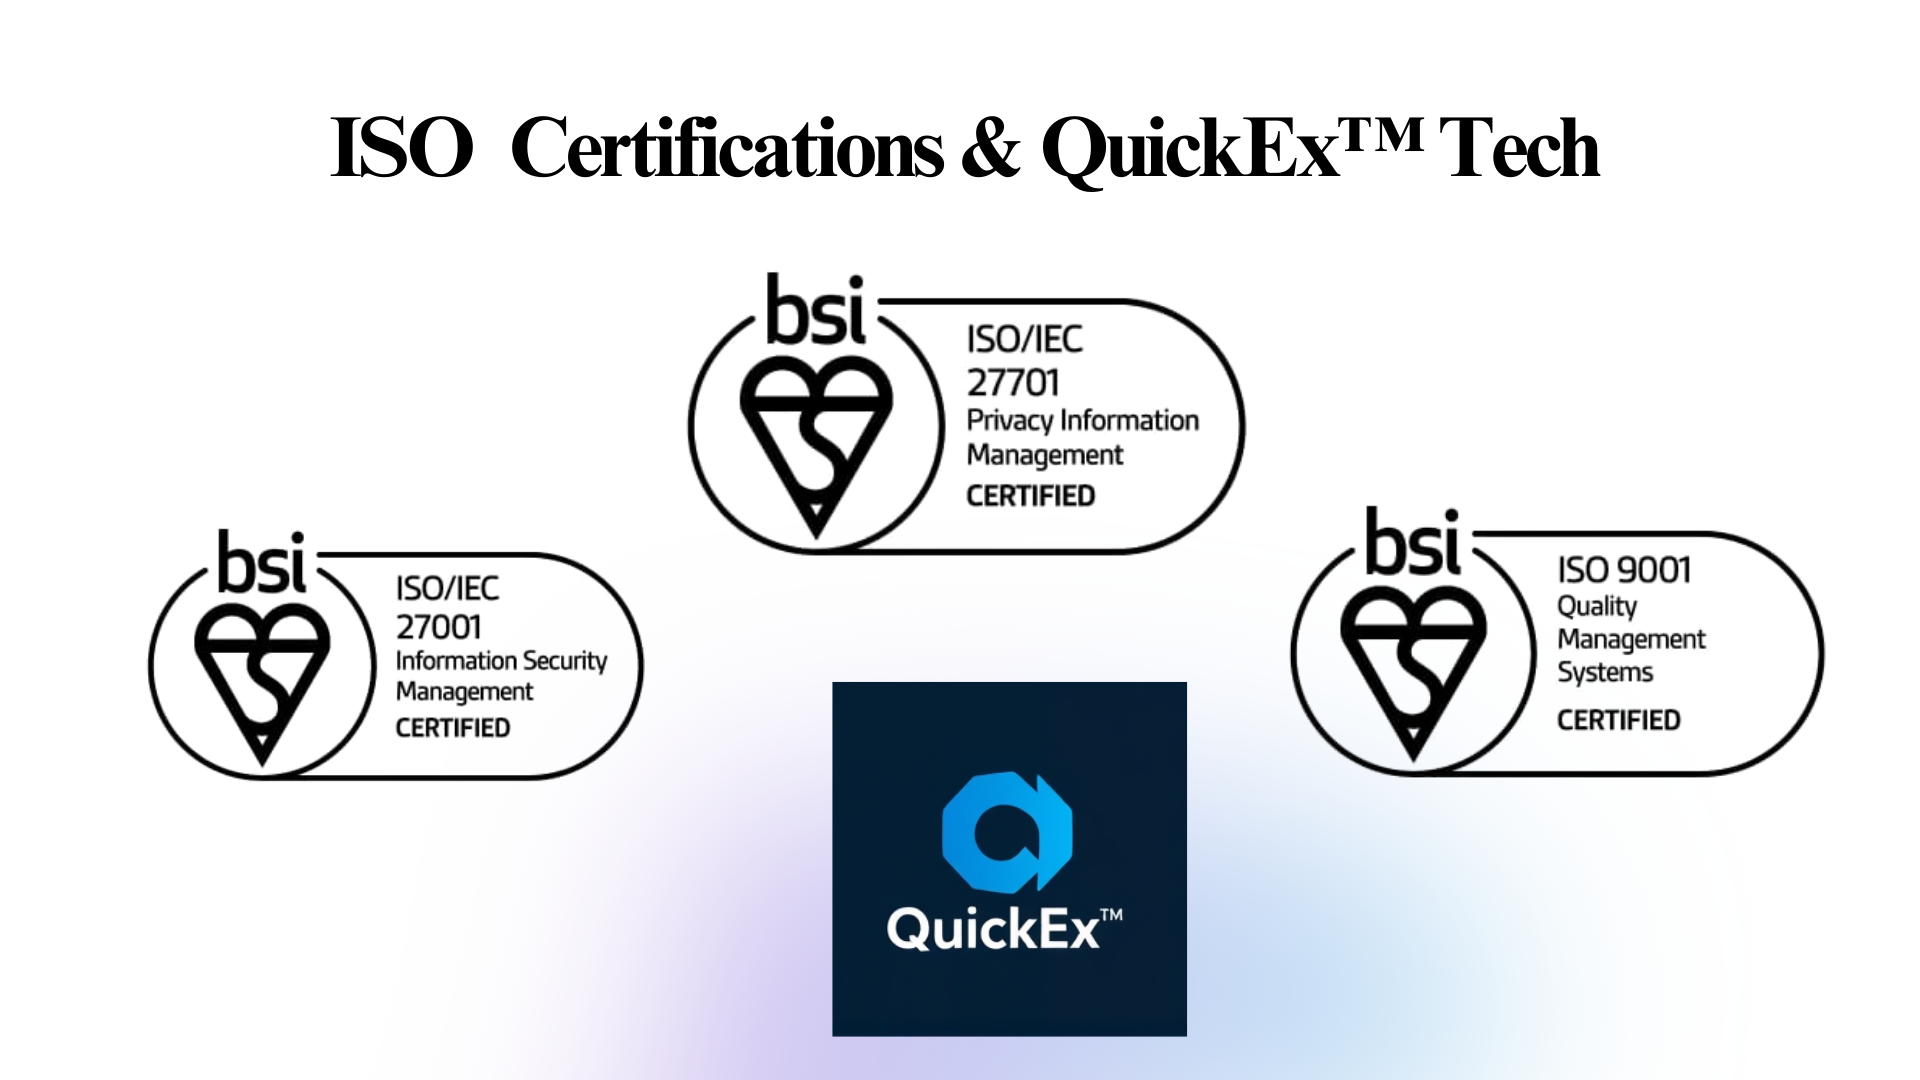 ISO  Certifications & QuickEx™ Tech
bsi
ISO/IEC
27701
Privacy Information
Management
CERTIFIED
bsi
ISO/IEC
27001
Information Security
Management
CERTIFIED
bsi
ISO 9001
Quality
Management
Systems
CERTIFIED
QuickEx™